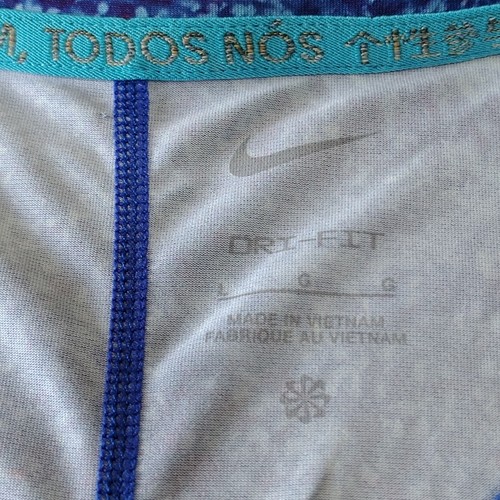 TODOS NÓS
DRI-FIT
L G G
MADE IN VIETNAM
FABRIQUE AU VIETNAM